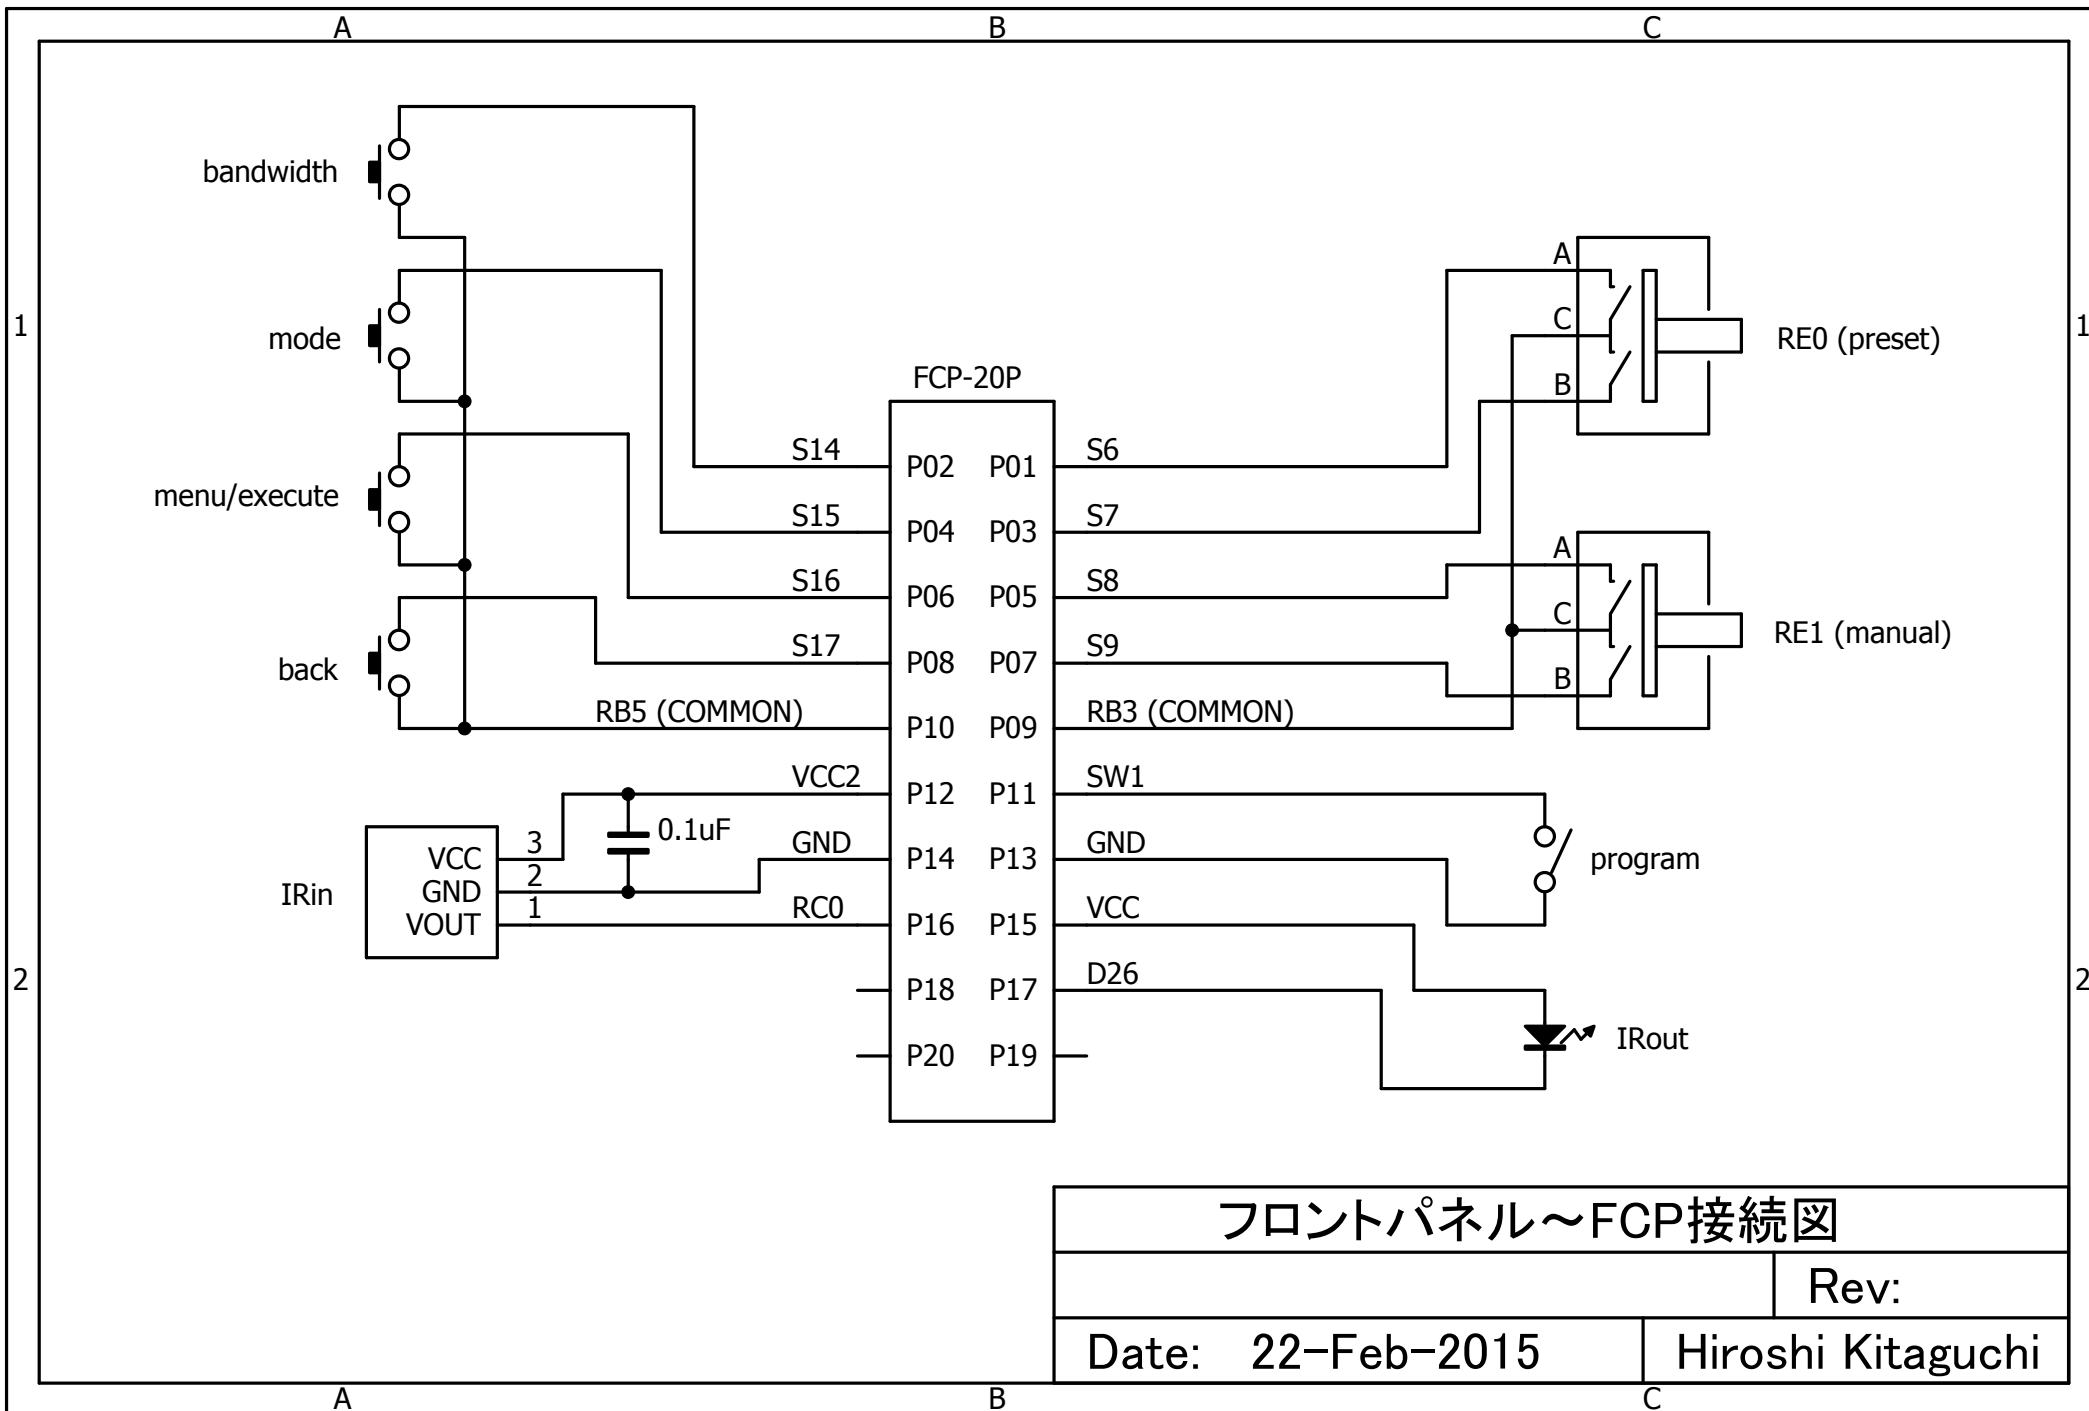 A B C
bandwidth
mode
menu/execute
back
1
2
FCP-20P
S14 P02 P01 S6
S15 P04 P03 S7
S16 P06 P05 S8
S17 P08 P07 S9
RB5 (COMMON) P10 P09 RB3 (COMMON)
VCC2 P12 P11 SW1
GND P14 P13 GND
RC0 P16 P15 VCC
P18 P17 D26
P20 P19
0.1uF
IRin
VCC 3
GND 2
VOUT 1
A
C
B
RE0 (preset)
A
C
B
RE1 (manual)
program
IRout
1
2
フロントパネル～FCP接続図
Rev:
Date: 22-Feb-2015
Hiroshi Kitaguchi
A B C